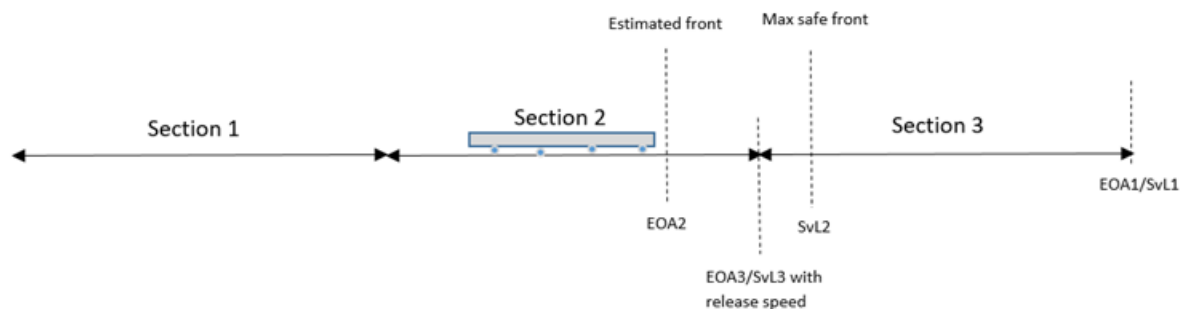 Estimated front
Max safe front
Section 1
Section 2
Section 3
EOA1/SvL1
EOA2
SvL2
EOA3/SvL3 with
release speed